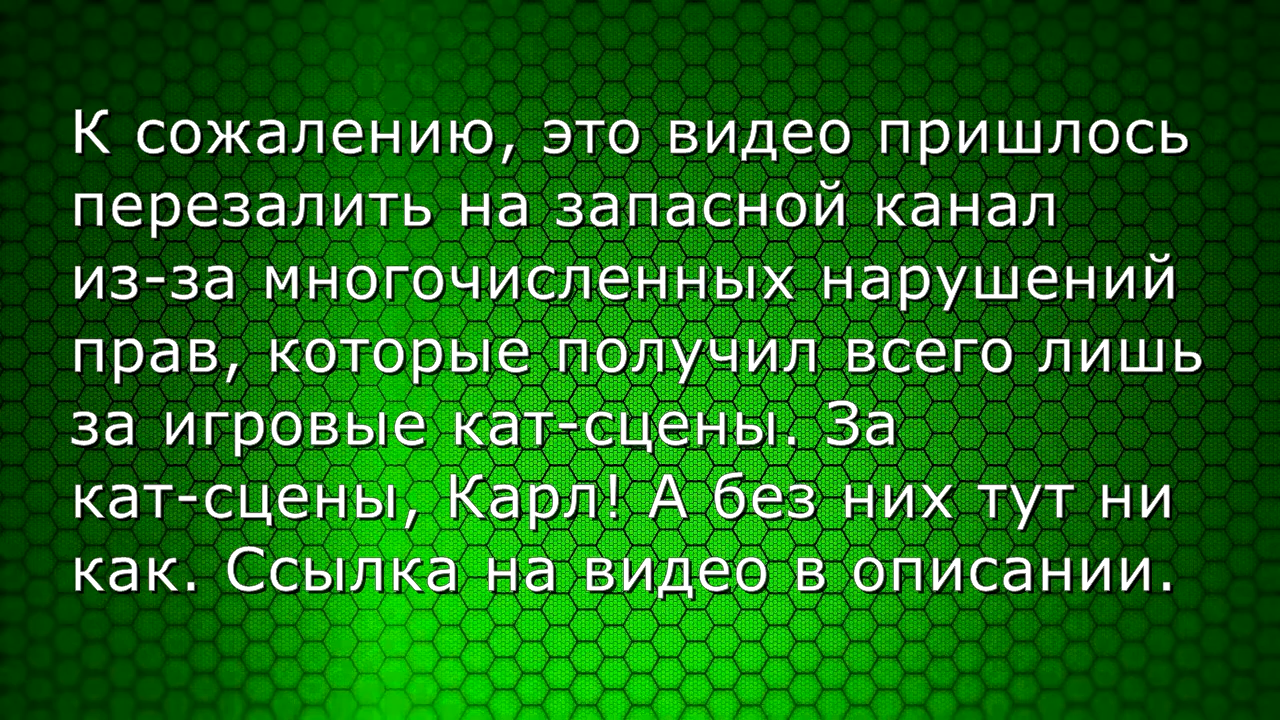 К сожалению, это видео пришлось
перезалить на запасной канал
из-за многочисленных нарушений
прав, которые получил всего лишь
за игровые кат-сцены. За
кат-сцены, Карл! А без них тут ни
как. Ссылка на видео в описании.